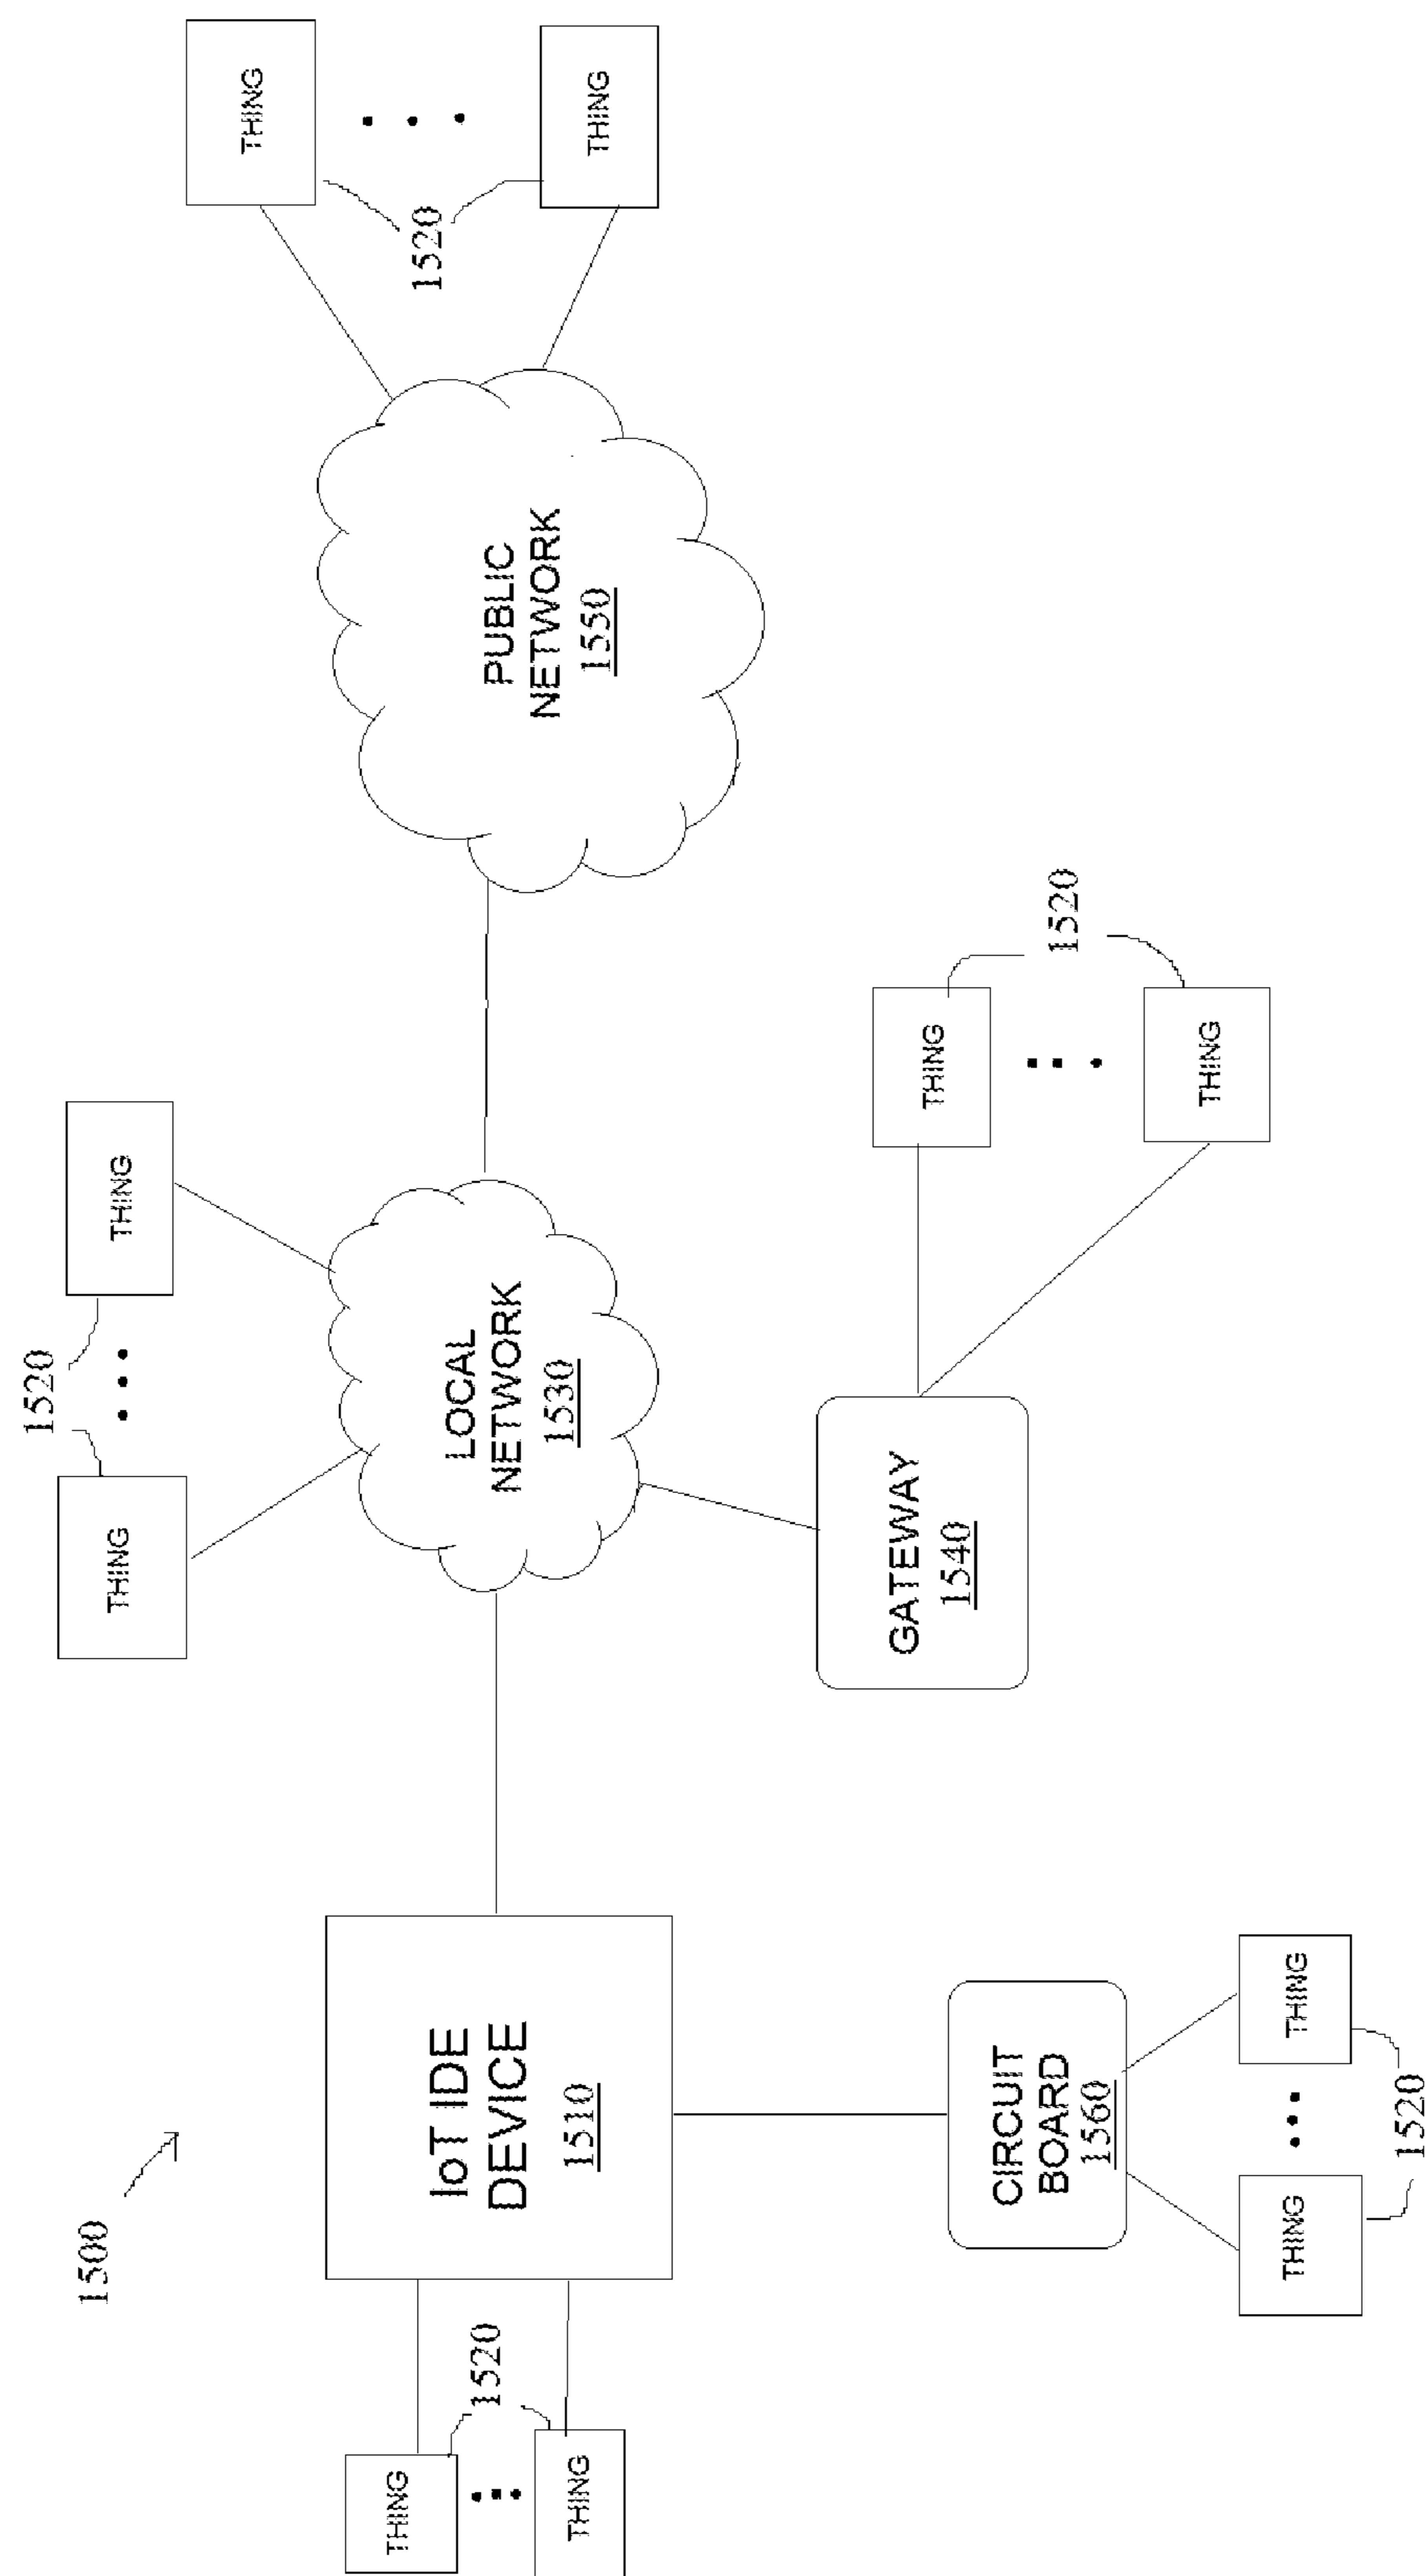 1500
1520
THING
THING
THING
1520
THING
THING
1520
THING
IoT IDE
DEVICE
1510
LOCAL
NETWORK
1530
PUBLIC
NETWORK
1550
GATEWAY
1540
THING
1520
THING
CIRCUIT
BOARD
1560
THING
THING
1520